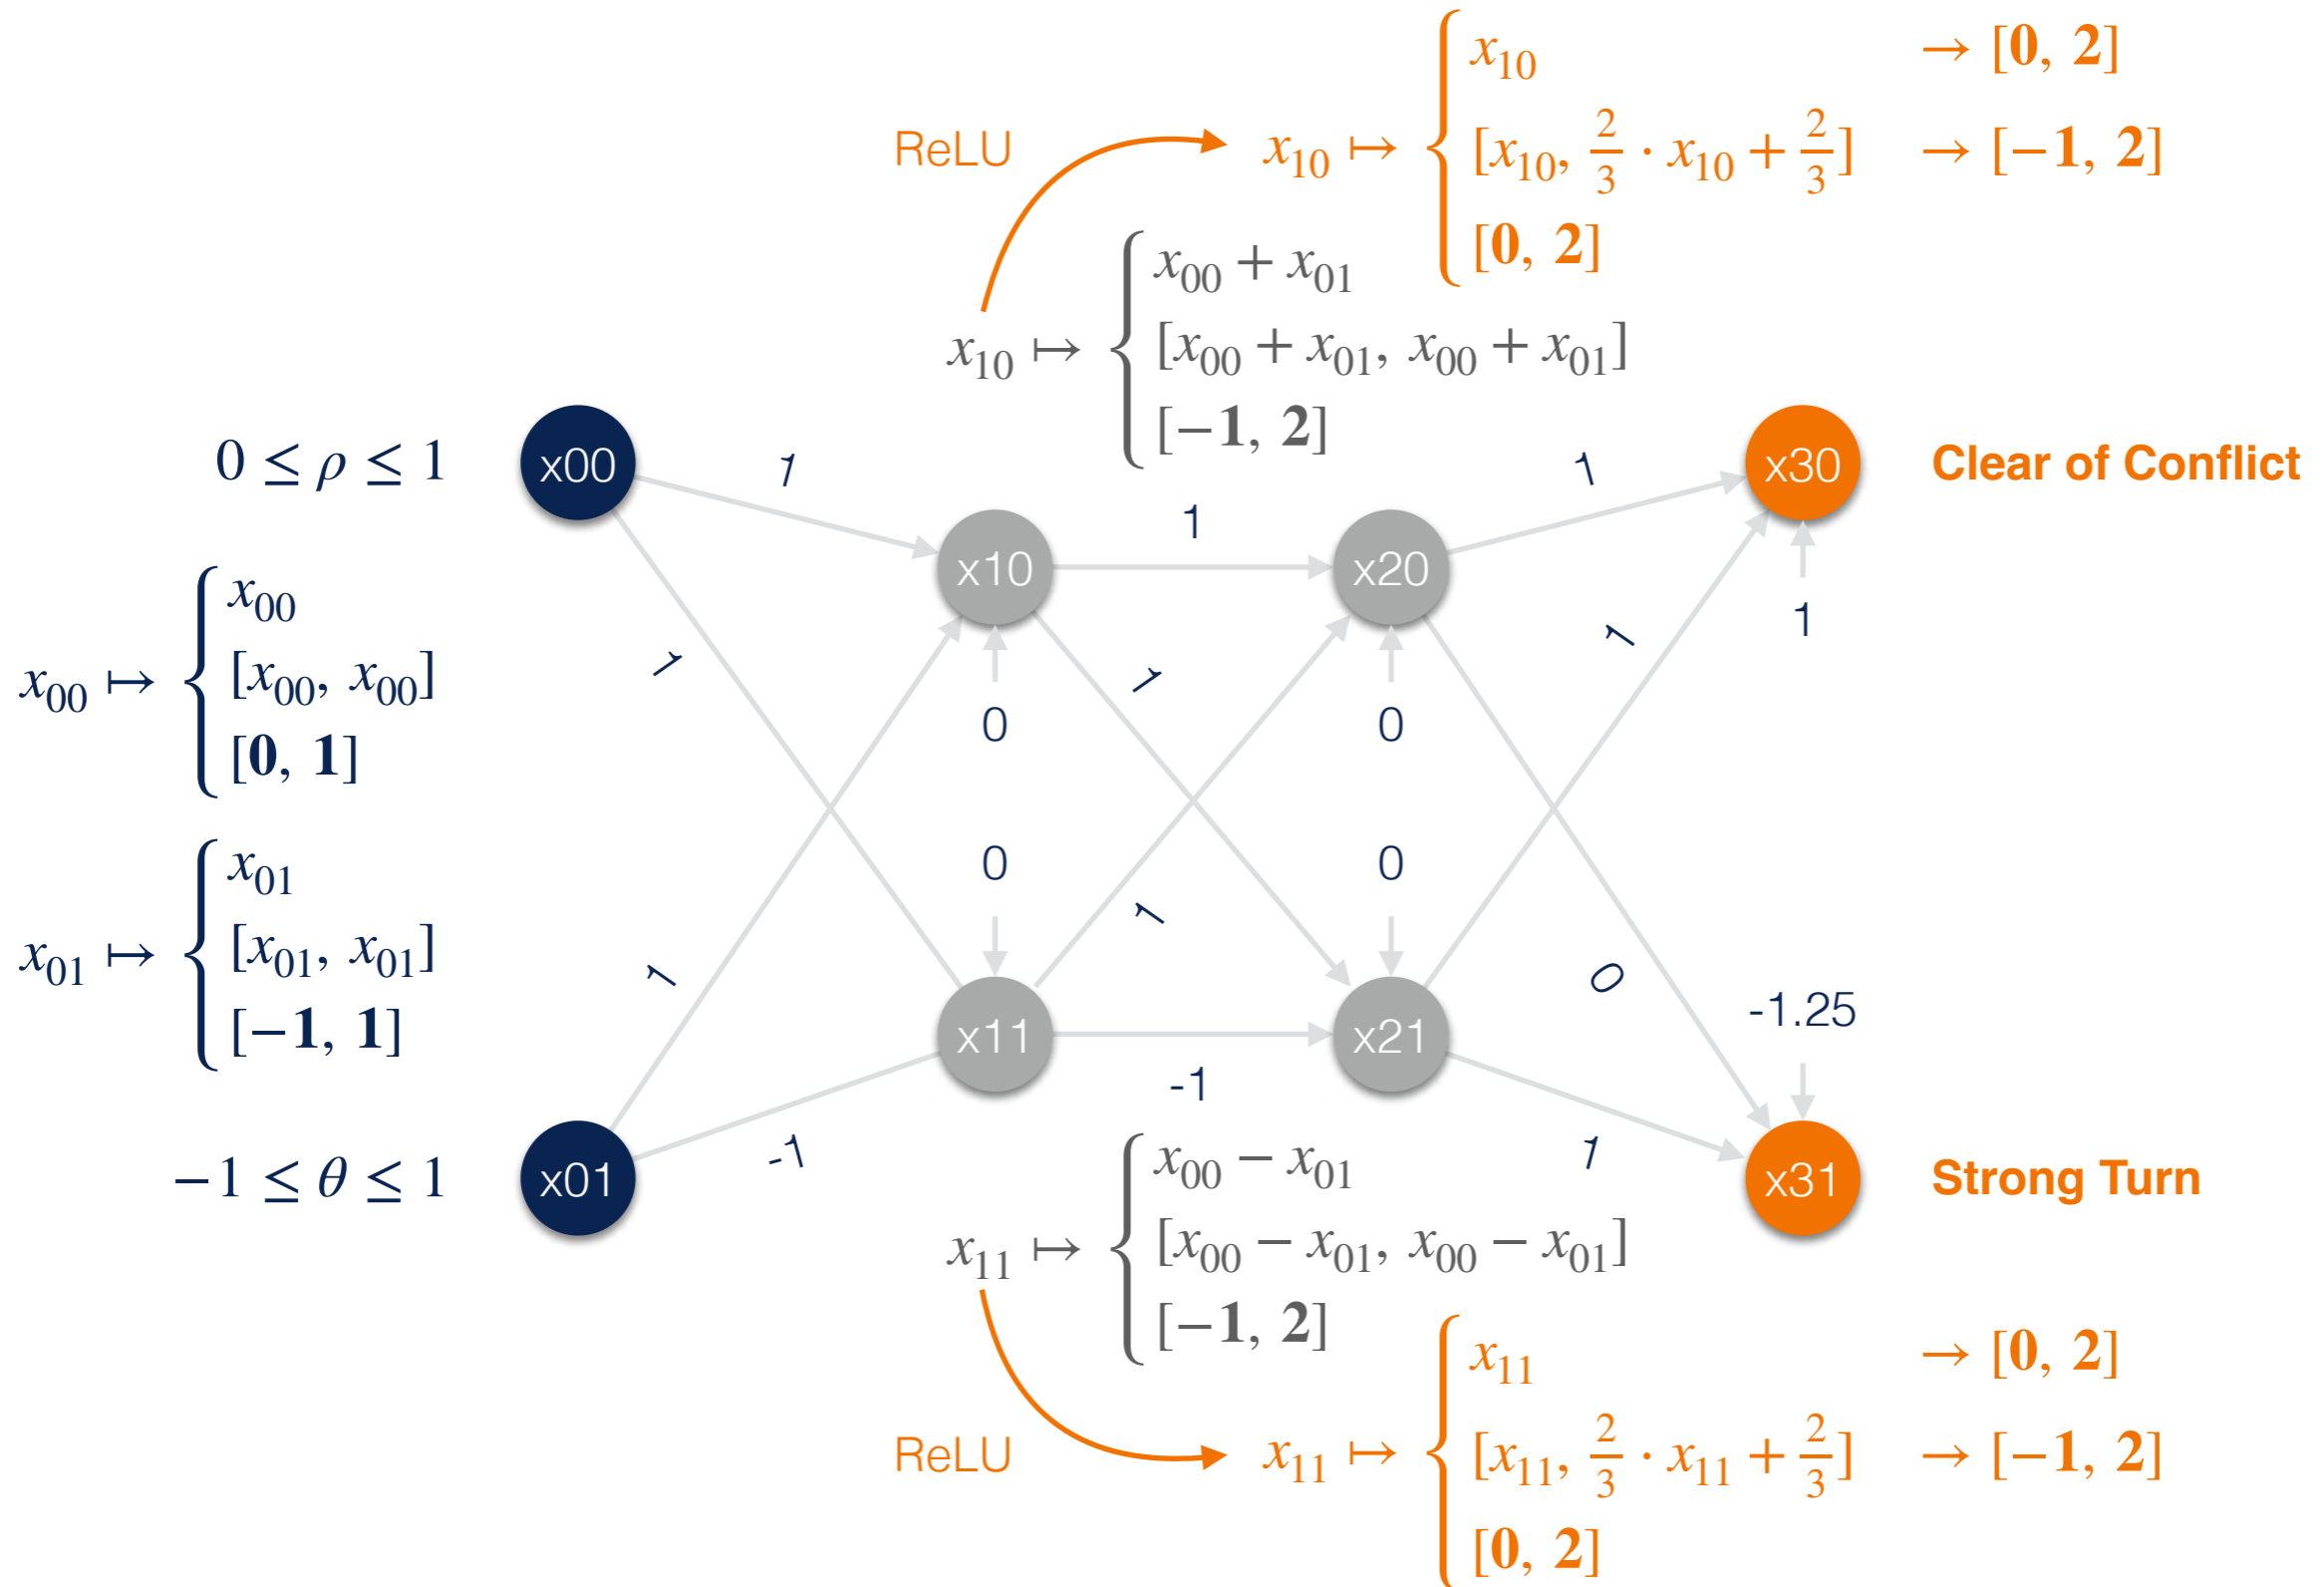 x₁₀ ↦ { x₁₀ → [0, 2]
[x₁₀, 2/3 · x₁₀ + 2/3] → [−1, 2]
[0, 2]
ReLU
x₁₀ ↦ { x₀₀ + x₀₁
[x₀₀ + x₀₁, x₀₀ + x₀₁]
[−1, 2]
0 ≤ ρ ≤ 1
x00
1
1
x10
1
1
x20
1
1
x30
Clear of Conflict
1
x₀₀ ↦ { x₀₀
[x₀₀, x₀₀]
[0, 1]
0
0
x₀₁ ↦ { x₀₁
[x₀₁, x₀₁]
[−1, 1]
0
0
1
1
0
-1.25
x11
-1
x21
−1 ≤ θ ≤ 1
x01
-1
1
x31
Strong Turn
x₁₁ ↦ { x₀₀ − x₀₁
[x₀₀ − x₀₁, x₀₀ − x₀₁]
[−1, 2]
ReLU
x₁₁ ↦ { x₁₁ → [0, 2]
[x₁₁, 2/3 · x₁₁ + 2/3] → [−1, 2]
[0, 2]